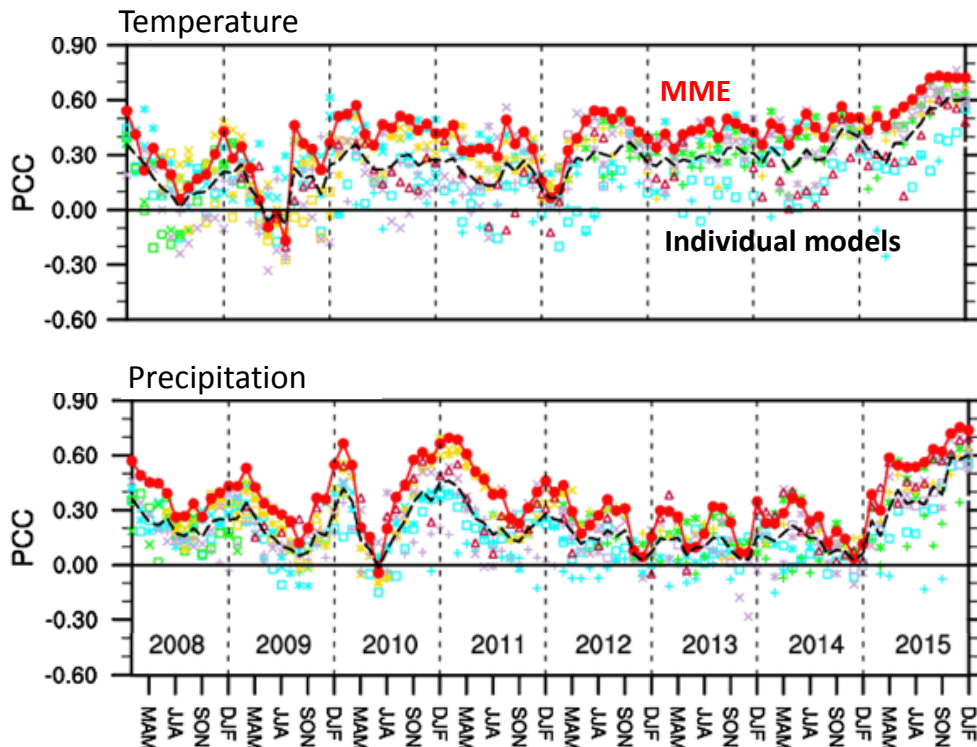 Temperature
0.90
0.60
0.30
0.00
-0.30
-0.60
PCC
MME
Individual models
Precipitation
0.90
0.60
0.30
0.00
-0.30
-0.60
PCC
2008 2009 2010 2011 2012 2013 2014 2015
MAM JJA SON DJF MAM JJA SON DJF MAM JJA SON DJF MAM JJA SON DJF MAM JJA SON DJF MAM JJA SON DJF MAM JJA SON DJF MAM JJA SON DJF